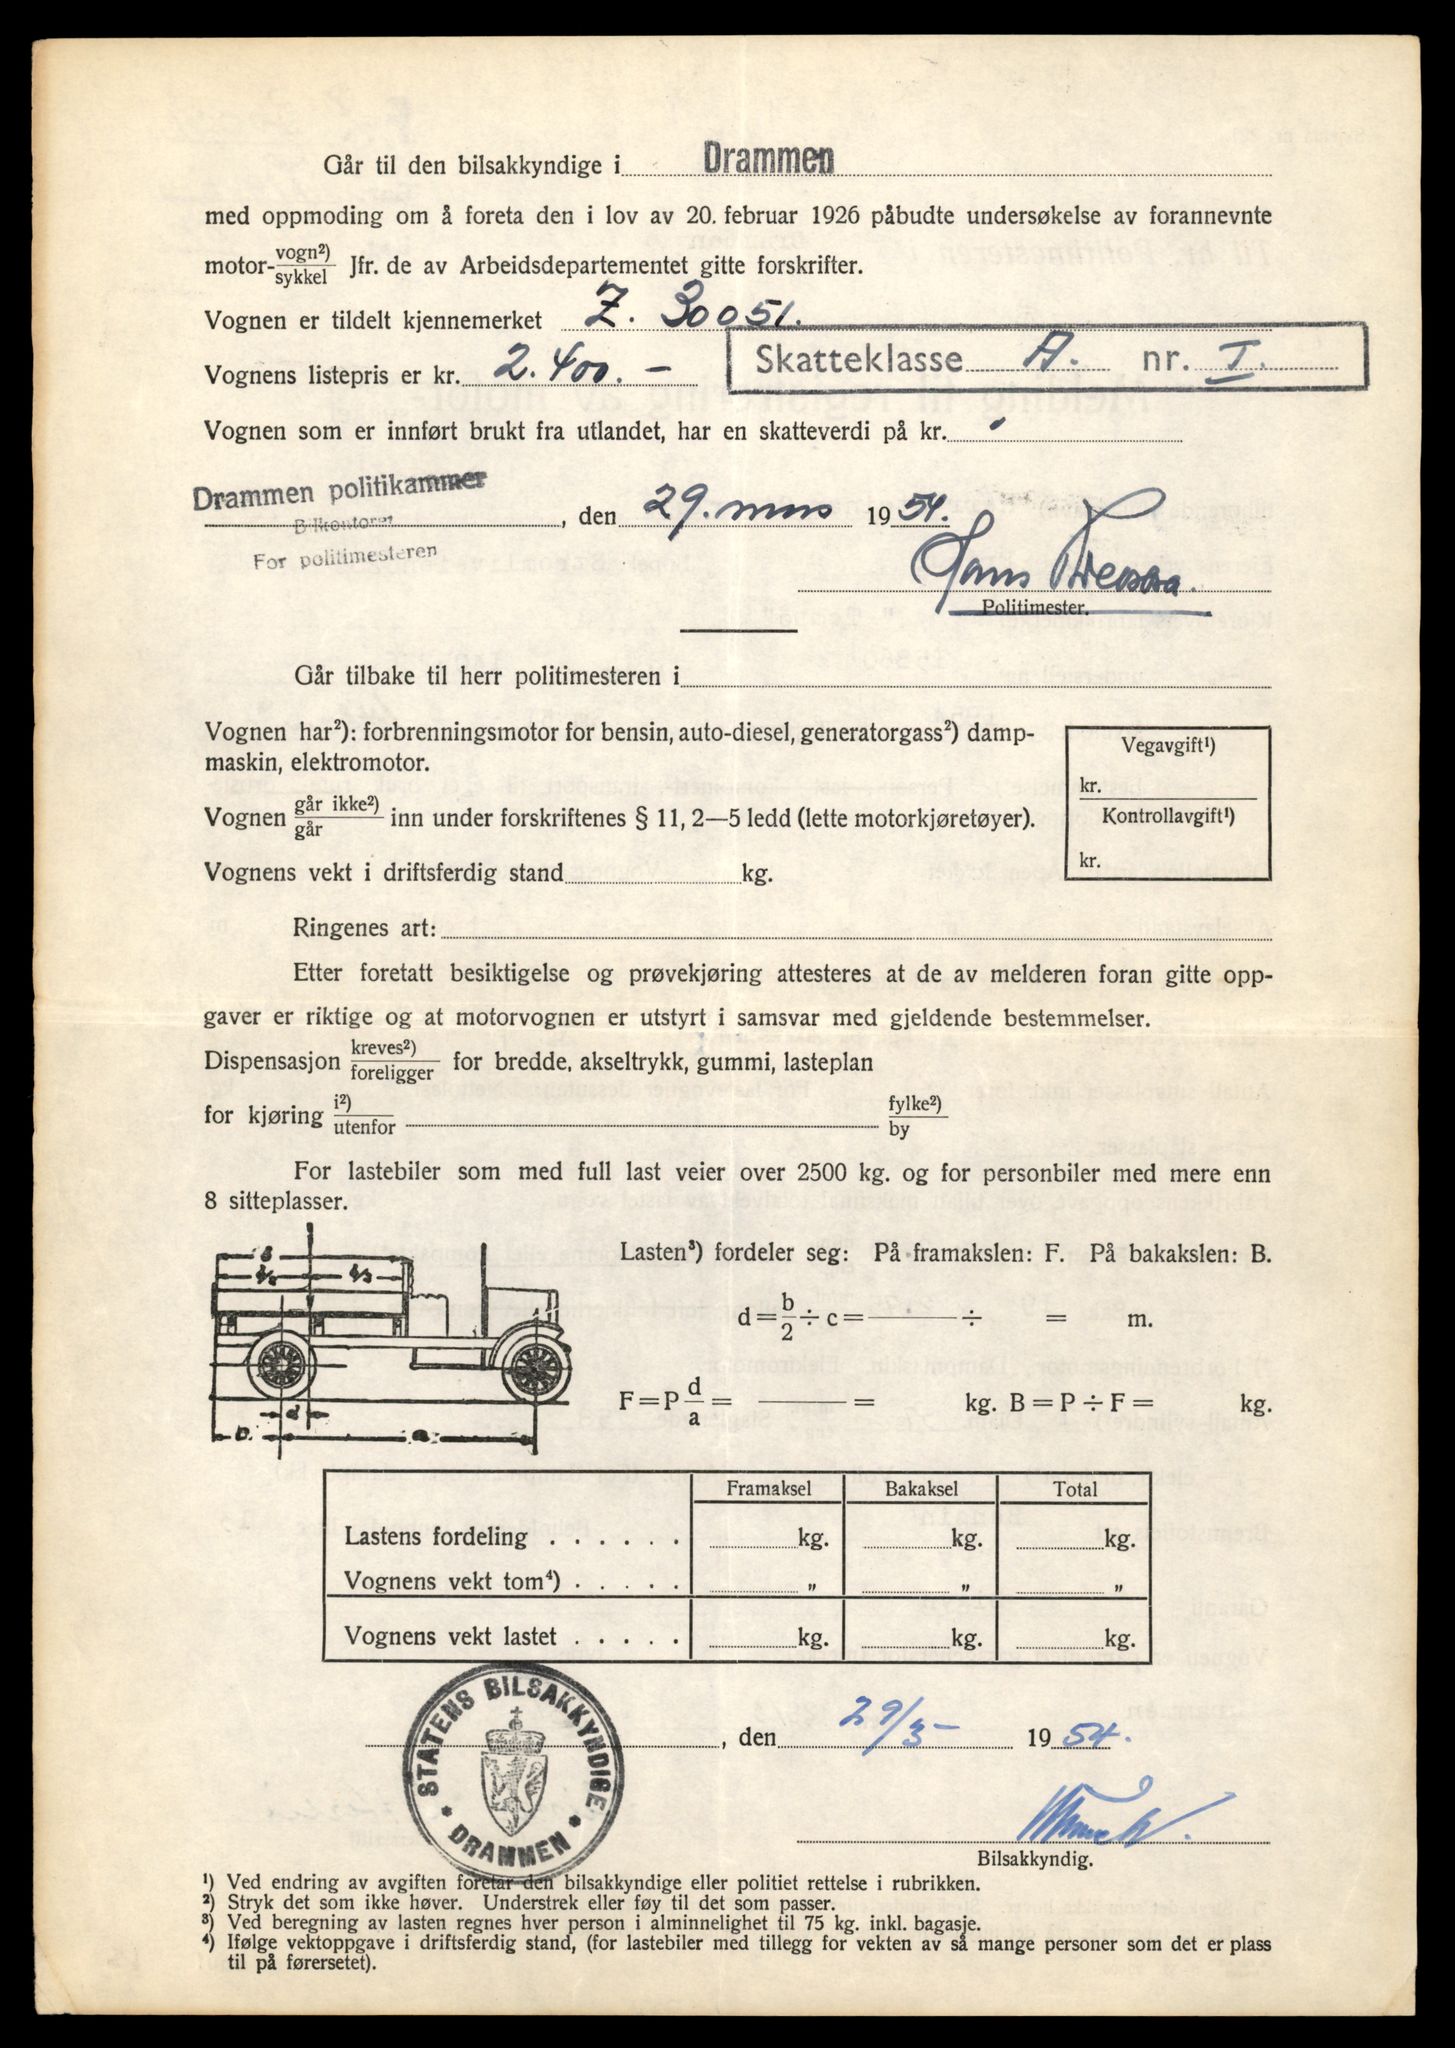 Går til den bilsakkyndige i Drammen
med oppmoding om å foreta den i lov av 20. februar 1926 påbudte undersøkelse av forannevnte
motor-vogn²)/sykkel Jfr. de av Arbeidsdepartementet gitte forskrifter.
Vognen er tildelt kjennemerket Z. 30051.
Skatteklasse A. nr. I.
Vognens listepris er kr. 2.400.-
Vognen som er innført brukt fra utlandet, har en skatteverdi på kr.
Drammen politikammer
Bilkontoret
, den 29. mars 1954.
For politimesteren
Hans
Politimester.
Går tilbake til herr politimesteren i
Vognen har²): forbrenningsmotor for bensin, auto-diesel, generatorgass²) damp-
maskin, elektromotor.
Vegavgift¹)
kr.
Kontrollavgift¹)
kr.
Vognen går ikke²)/går inn under forskriftenes § 11, 2—5 ledd (lette motorkjøretøyer).
Vognens vekt i driftsferdig stand kg.
Ringenes art:
Etter foretatt besiktigelse og prøvekjøring attesteres at de av melderen foran gitte opp-
gaver er riktige og at motorvognen er utstyrt i samsvar med gjeldende bestemmelser.
Dispensasjon kreves²)/foreligger for bredde, akseltrykk, gummi, lasteplan
for kjøring i²)/utenfor fylke²)/by
For lastebiler som med full last veier over 2500 kg. og for personbiler med mere enn
8 sitteplasser.
Lasten³) fordeler seg: På framakslen: F. På bakakslen: B.
d = b/2 ÷ c = ÷ = m.
F = P d/a = = kg. B = P ÷ F = kg.
b
b/2 b/2
d
a
Framaksel Bakaksel Total
Lastens fordeling . . . . . . kg. kg. kg.
Vognens vekt tom⁴) . . . . . „ „ „
Vognens vekt lastet . . . . . kg. kg. kg.
STATENS BILSAKKYNDIGE
* DRAMMEN *
, den 29/3- 1954.
Bilsakkyndig.
¹) Ved endring av avgiften foretar den bilsakkyndige eller politiet rettelse i rubrikken.
²) Stryk det som ikke høver. Understrek eller føy til det som passer.
³) Ved beregning av lasten regnes hver person i alminnelighet til 75 kg. inkl. bagasje.
⁴) Ifølge vektoppgave i driftsferdig stand, (for lastebiler med tillegg for vekten av så mange personer som det er plass
til på førersetet).